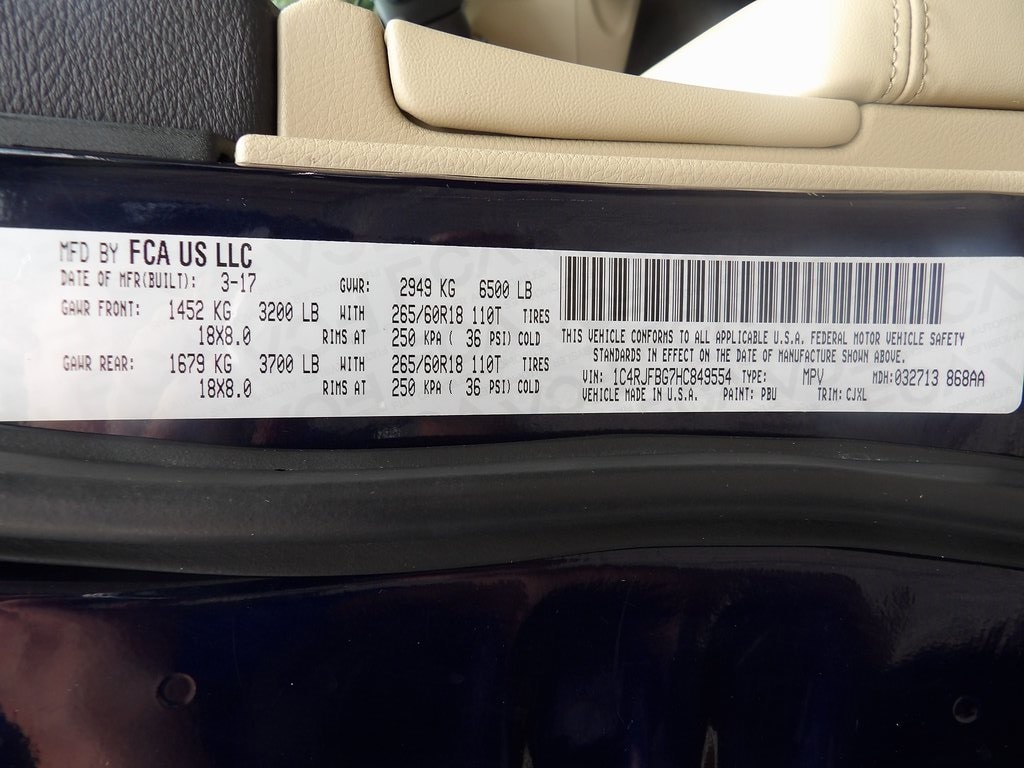 MFD BY FCA US LLC
DATE OF MFR(BUILT): 3-17 GVWR: 2949 KG 6500 LB
GAWR FRONT: 1452 KG 3200 LB WITH 265/60R18 110T TIRES
18X8.0 RIMS AT 250 KPA ( 36 PSI) COLD
GAWR REAR: 1679 KG 3700 LB WITH 265/60R18 110T TIRES
18X8.0 RIMS AT 250 KPA ( 36 PSI) COLD
THIS VEHICLE CONFORMS TO ALL APPLICABLE U.S.A. FEDERAL MOTOR VEHICLE SAFETY
STANDARDS IN EFFECT ON THE DATE OF MANUFACTURE SHOWN ABOVE.
VIN: 1C4RJFBG7HC849554 TYPE: MPV MDH: 032713 868AA
VEHICLE MADE IN U.S.A. PAINT: PBU TRIM: CJXL